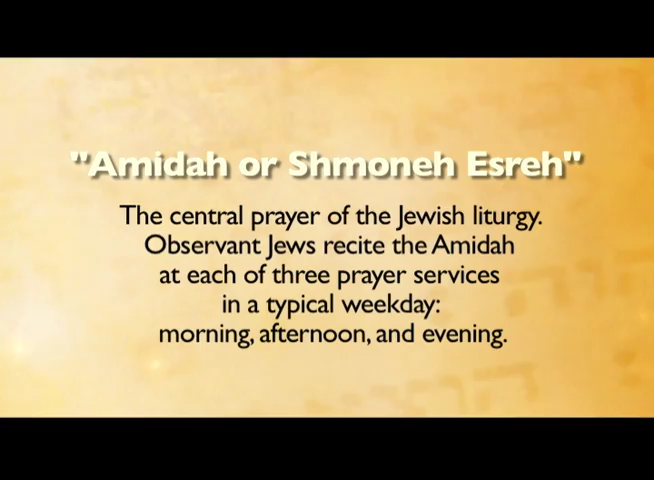 "Amidah or Shmoneh Esreh"
The central prayer of the Jewish liturgy.
Observant Jews recite the Amidah
at each of three prayer services
in a typical weekday:
morning, afternoon, and evening.